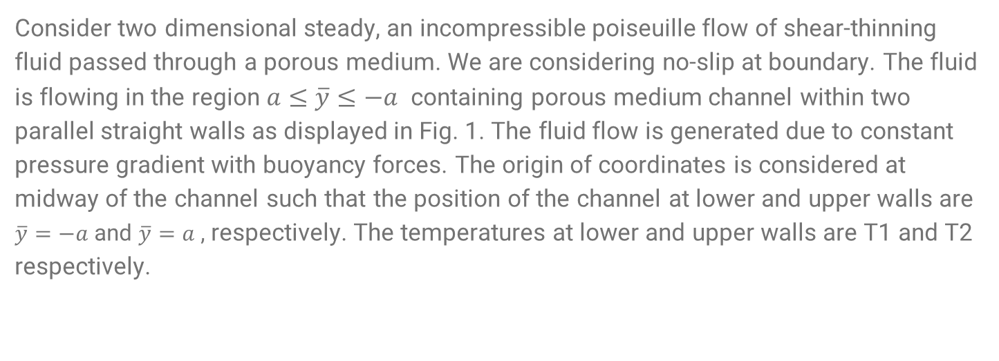 Consider two dimensional steady, an incompressible poiseuille flow of shear-thinning
fluid passed through a porous medium. We are considering no-slip at boundary. The fluid
is flowing in the region a ≤ ȳ ≤ −a containing porous medium channel within two
parallel straight walls as displayed in Fig. 1. The fluid flow is generated due to constant
pressure gradient with buoyancy forces. The origin of coordinates is considered at
midway of the channel such that the position of the channel at lower and upper walls are
ȳ = −a and ȳ = a , respectively. The temperatures at lower and upper walls are T1 and T2
respectively.